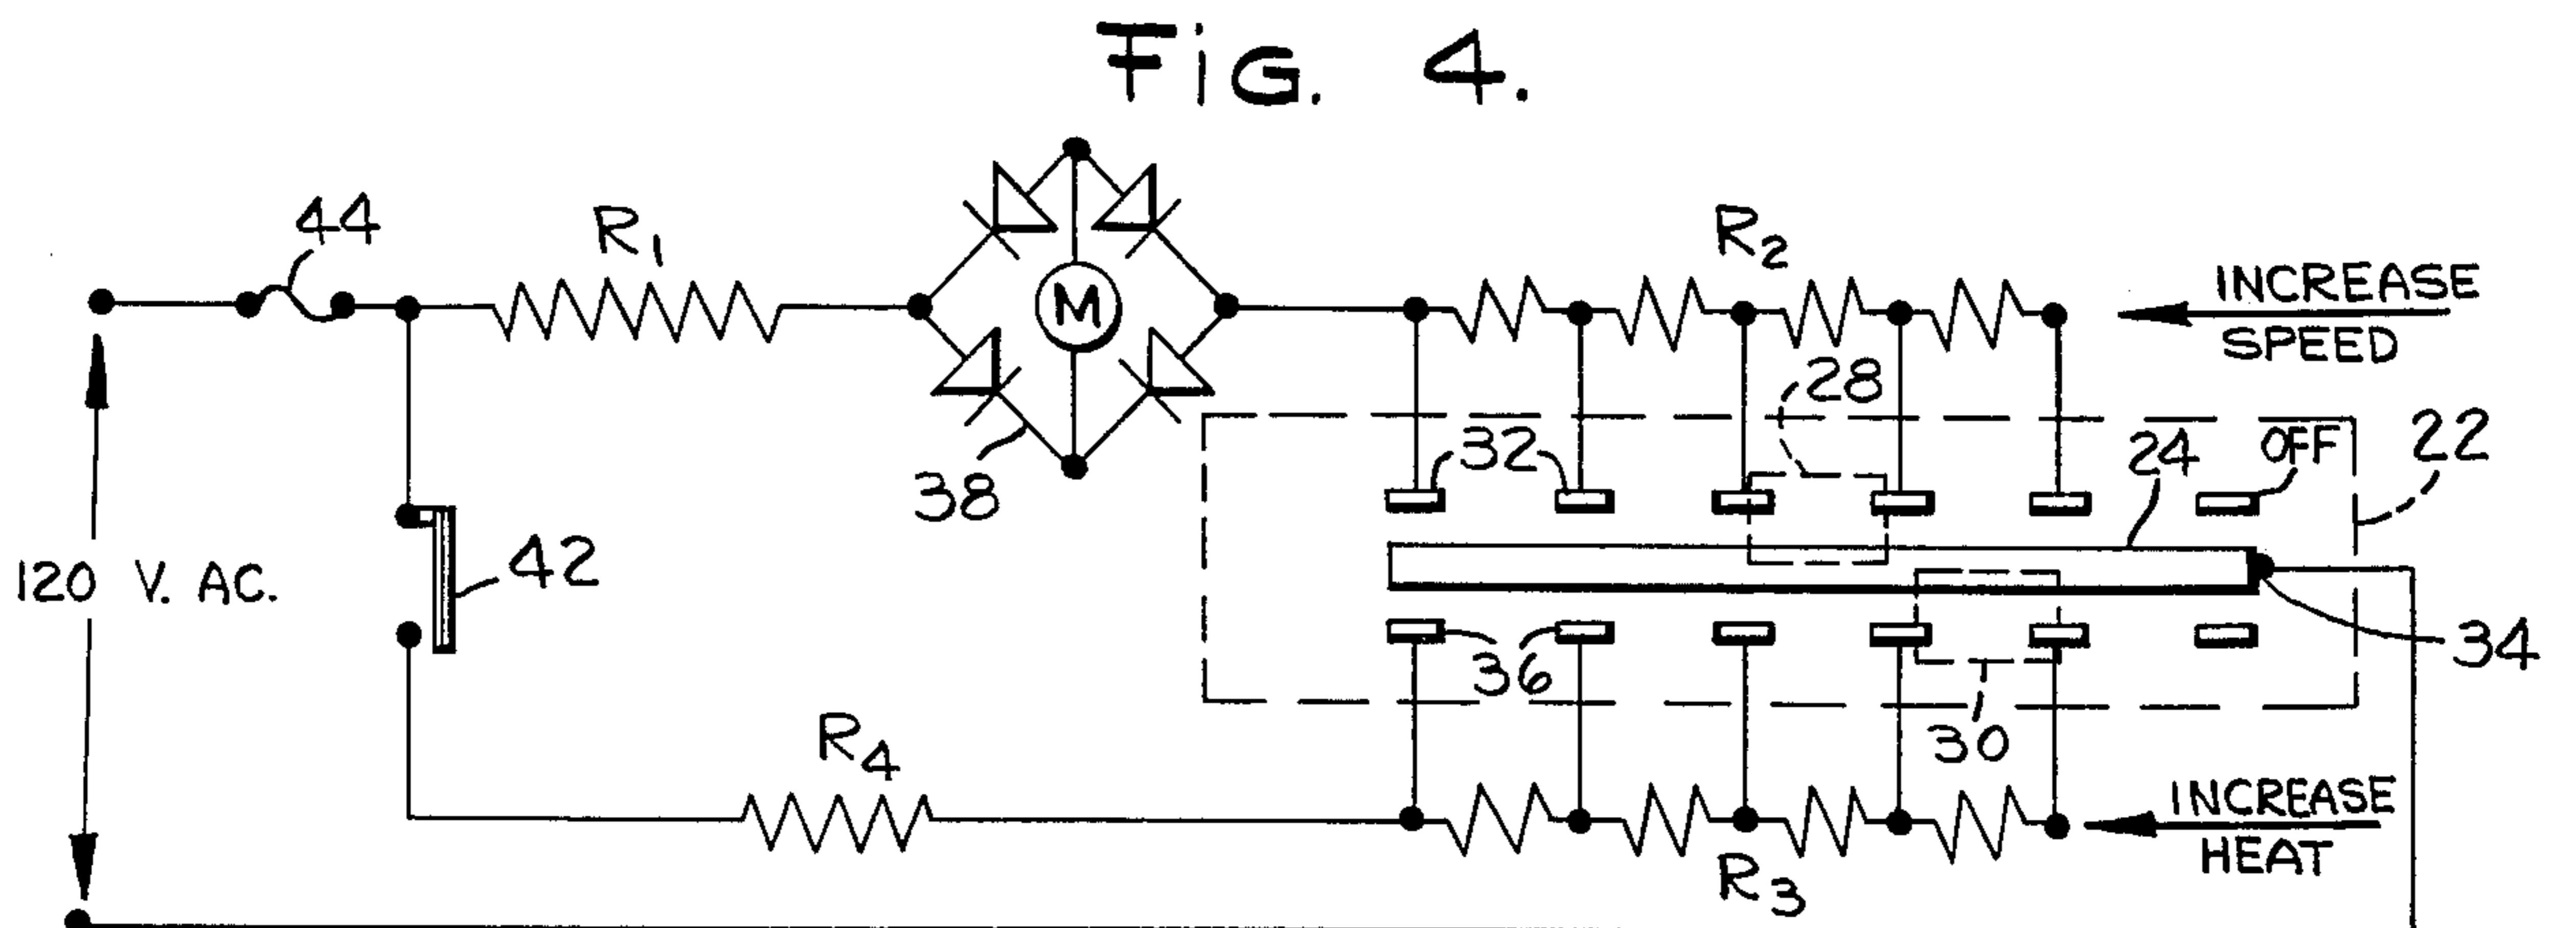 FIG. 4.
44
R1
M
R2
INCREASE
SPEED
28
38
32
24
OFF
22
42
120 V. AC.
36
34
30
R4
R3
INCREASE
HEAT